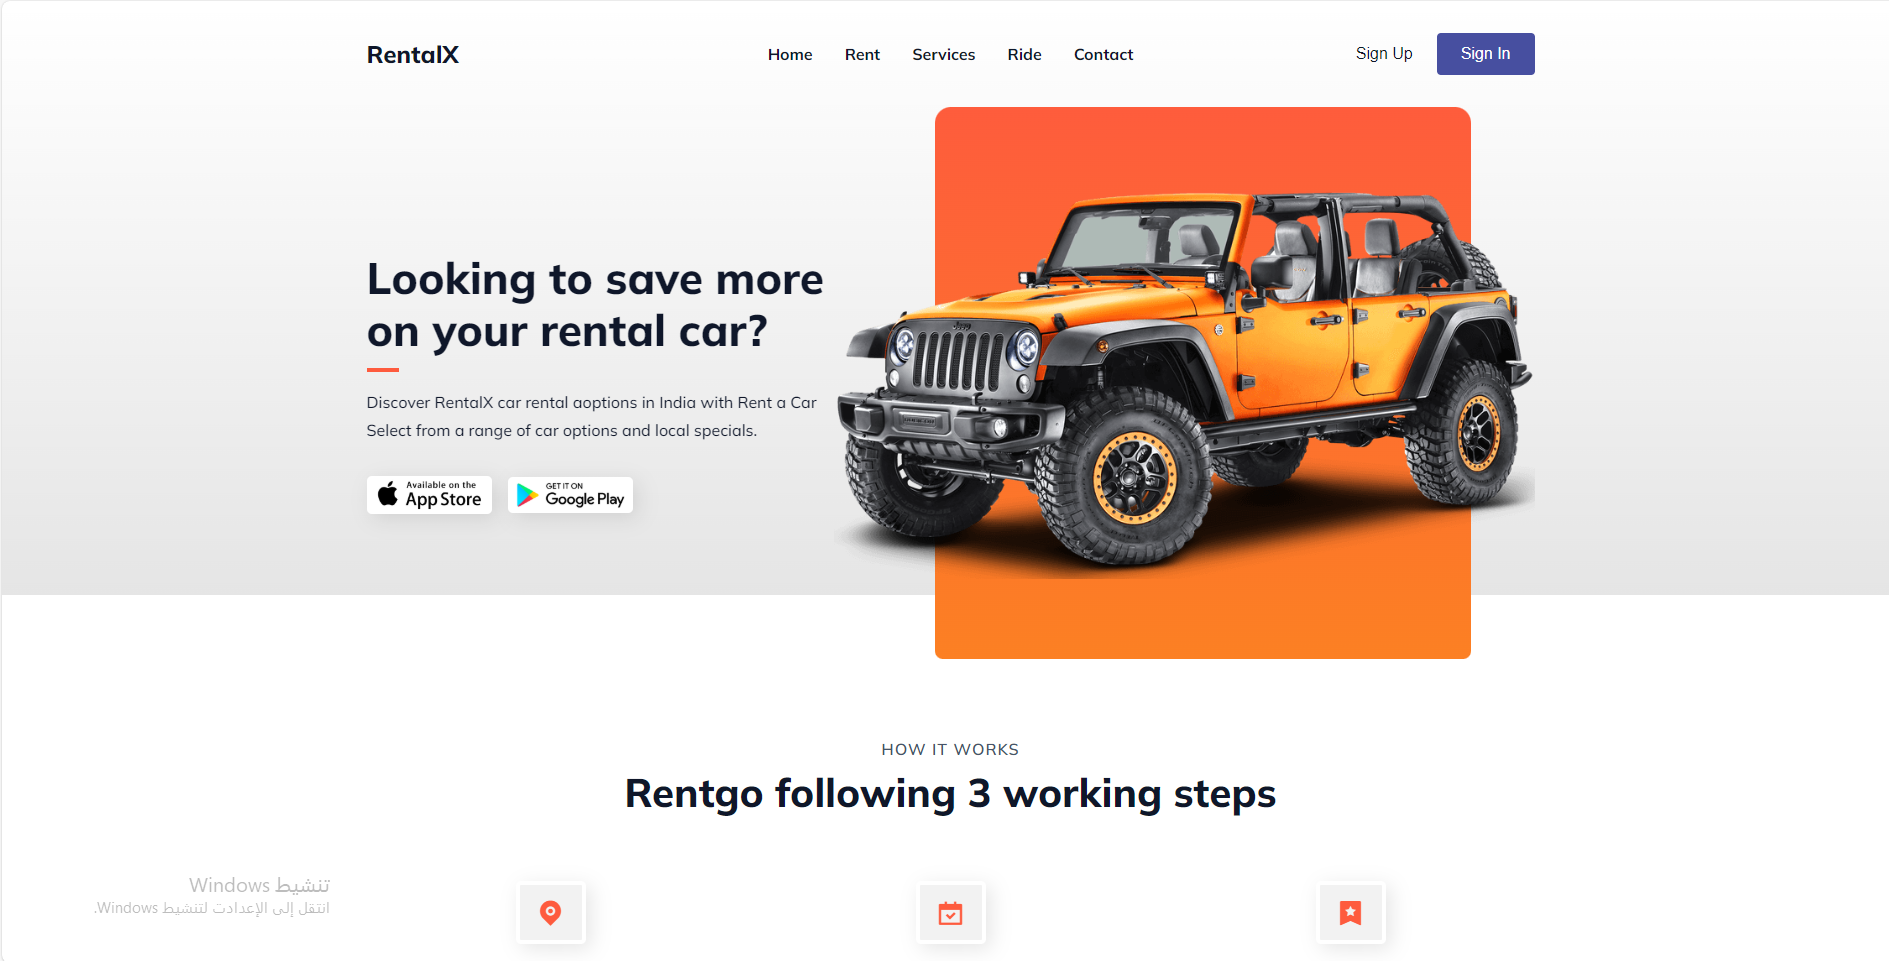 RentalX
Home
Rent
Services
Ride
Contact
Sign Up
Sign In
Looking to save more
on your rental car?
Discover RentalX car rental aoptions in India with Rent a Car
Select from a range of car options and local specials.
Available on the
App Store
GET IT ON
Google Play
Jeep
HOW IT WORKS
Rentgo following 3 working steps
تنشيط Windows
انتقل إلى الإعدادت لتنشيط Windows.